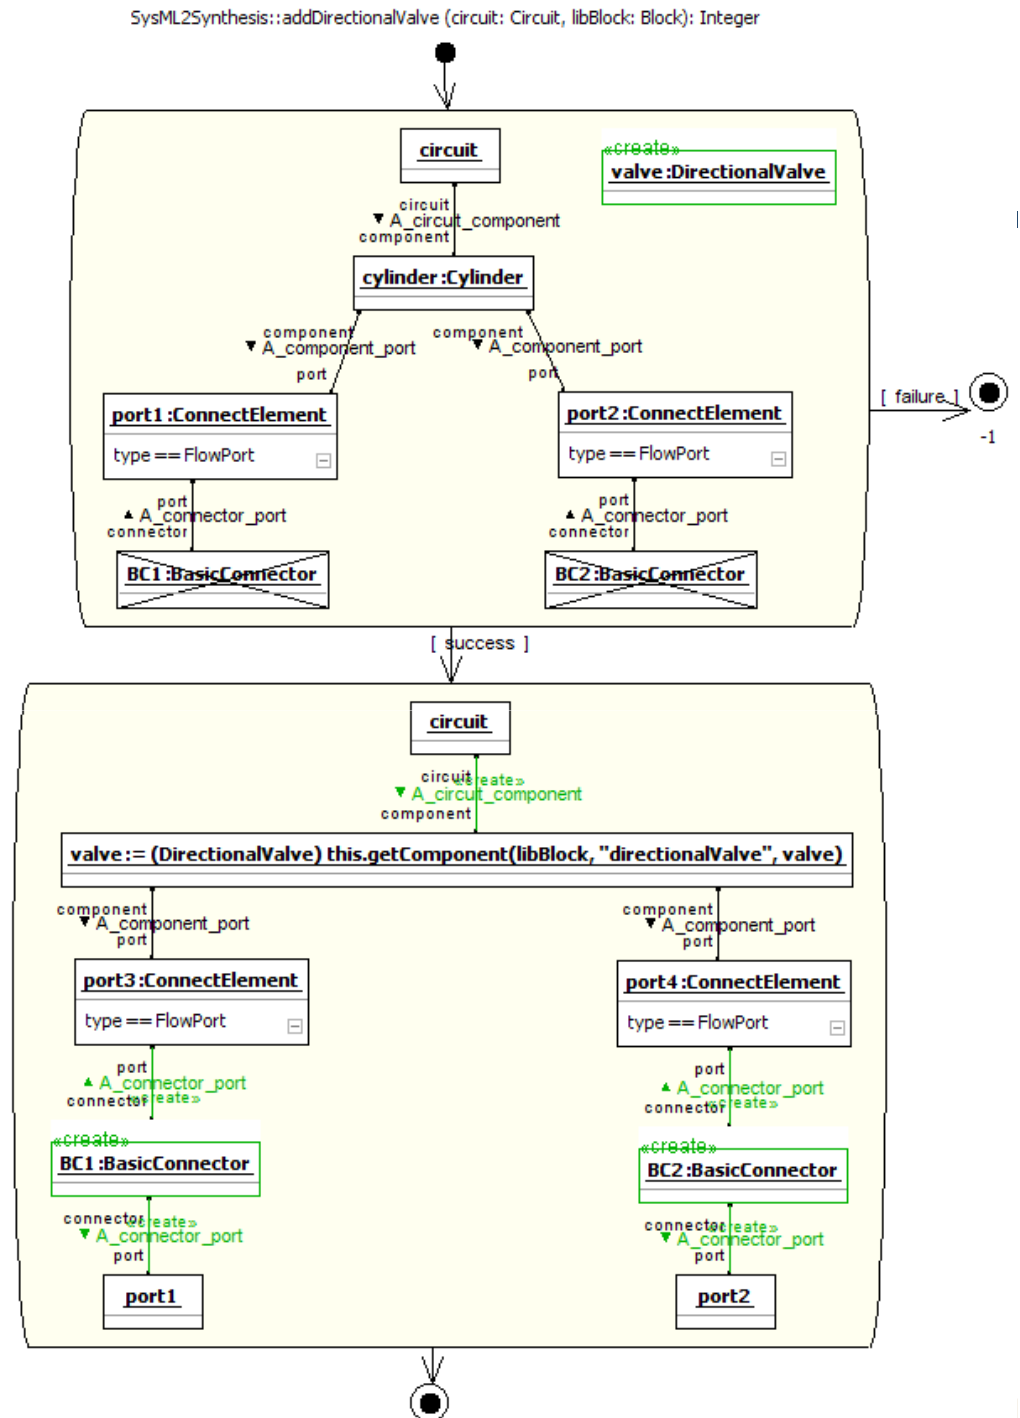 SysML2Synthesis::addDirectionalValve (circuit: Circuit, libBlock: Block): Integer
circuit
«create»
valve:DirectionalValve
circuit
▼ A_circuit_component
component
cylinder:Cylinder
component
▼ A_component_port
port
component
▼ A_component_port
port
port1:ConnectElement
type == FlowPort
port2:ConnectElement
type == FlowPort
[ failure ]
-1
port
▲ A_connector_port
connector
port
▲ A_connector_port
connector
BC1:BasicConnector
BC2:BasicConnector
[ success ]
circuit
circuit
«create»
▼ A_circuit_component
component
valve:= (DirectionalValve) this.getComponent(libBlock, "directionalValve", valve)
component
▼ A_component_port
port
component
▼ A_component_port
port
port3:ConnectElement
type == FlowPort
port4:ConnectElement
type == FlowPort
port
▲ A_connector_port
connector
«create»
port
▲ A_connector_port
connector
«create»
«create»
BC1:BasicConnector
«create»
BC2:BasicConnector
connector
«create»
▼ A_connector_port
port
connector
«create»
▼ A_connector_port
port
port1
port2